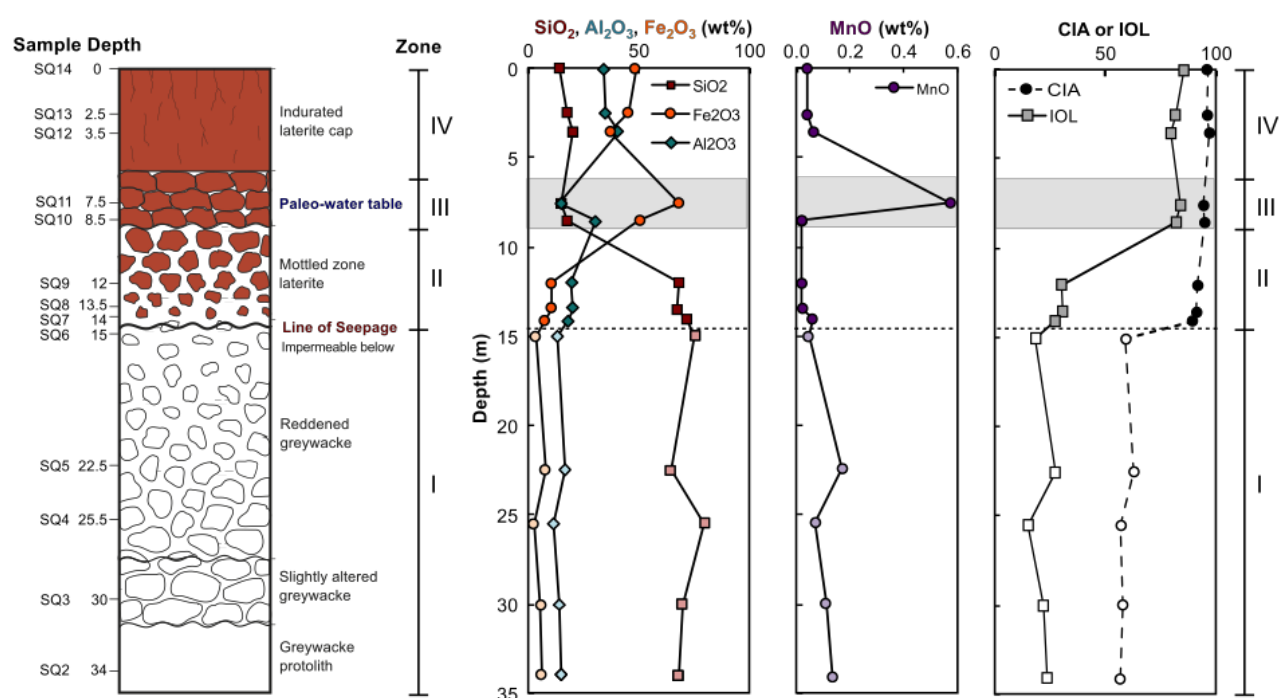 Sample Depth
Zone
SQ14 0
SQ13 2.5
SQ12 3.5
SQ11 7.5
SQ10 8.5
SQ9 12
SQ8 13.5
SQ7 14
SQ6 15
SQ5 22.5
SQ4 25.5
SQ3 30
SQ2 34
Indurated
laterite cap
Paleo-water table
Mottled zone
laterite
Line of Seepage
Impermeable below
Reddened
greywacke
Slightly altered
greywacke
Greywacke
protolith
IV
III
II
I
SiO₂, Al₂O₃, Fe₂O₃ (wt%)
0 50 100
SiO2
Fe2O3
Al2O3
Depth (m)
0
5
10
15
20
25
30
35
MnO (wt%)
0.0 0.2 0.4 0.6
MnO
CIA or IOL
0 50 100
CIA
IOL
IV
III
II
I